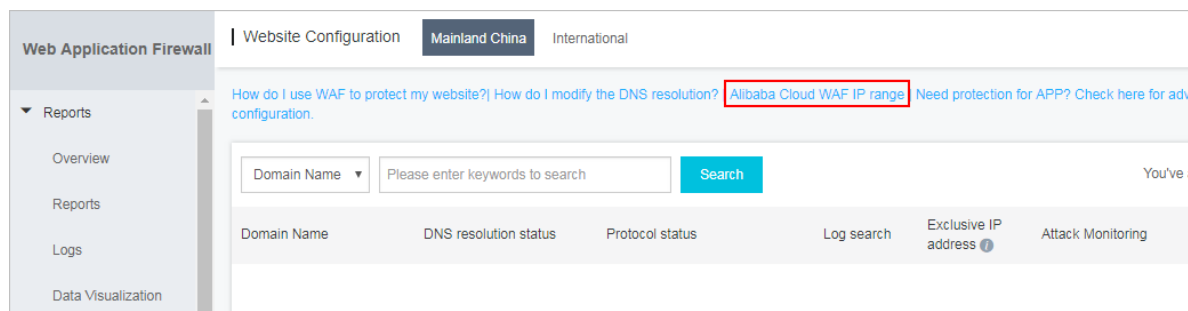 Web Application Firewall
Website Configuration Mainland China International
How do I use WAF to protect my website?| How do I modify the DNS resolution? | Alibaba Cloud WAF IP range | Need protection for APP? Check here for adv
configuration.
Reports
Overview
Reports
Logs
Data Visualization
Domain Name Please enter keywords to search Search You've
Domain Name DNS resolution status Protocol status Log search Exclusive IP address Attack Monitoring